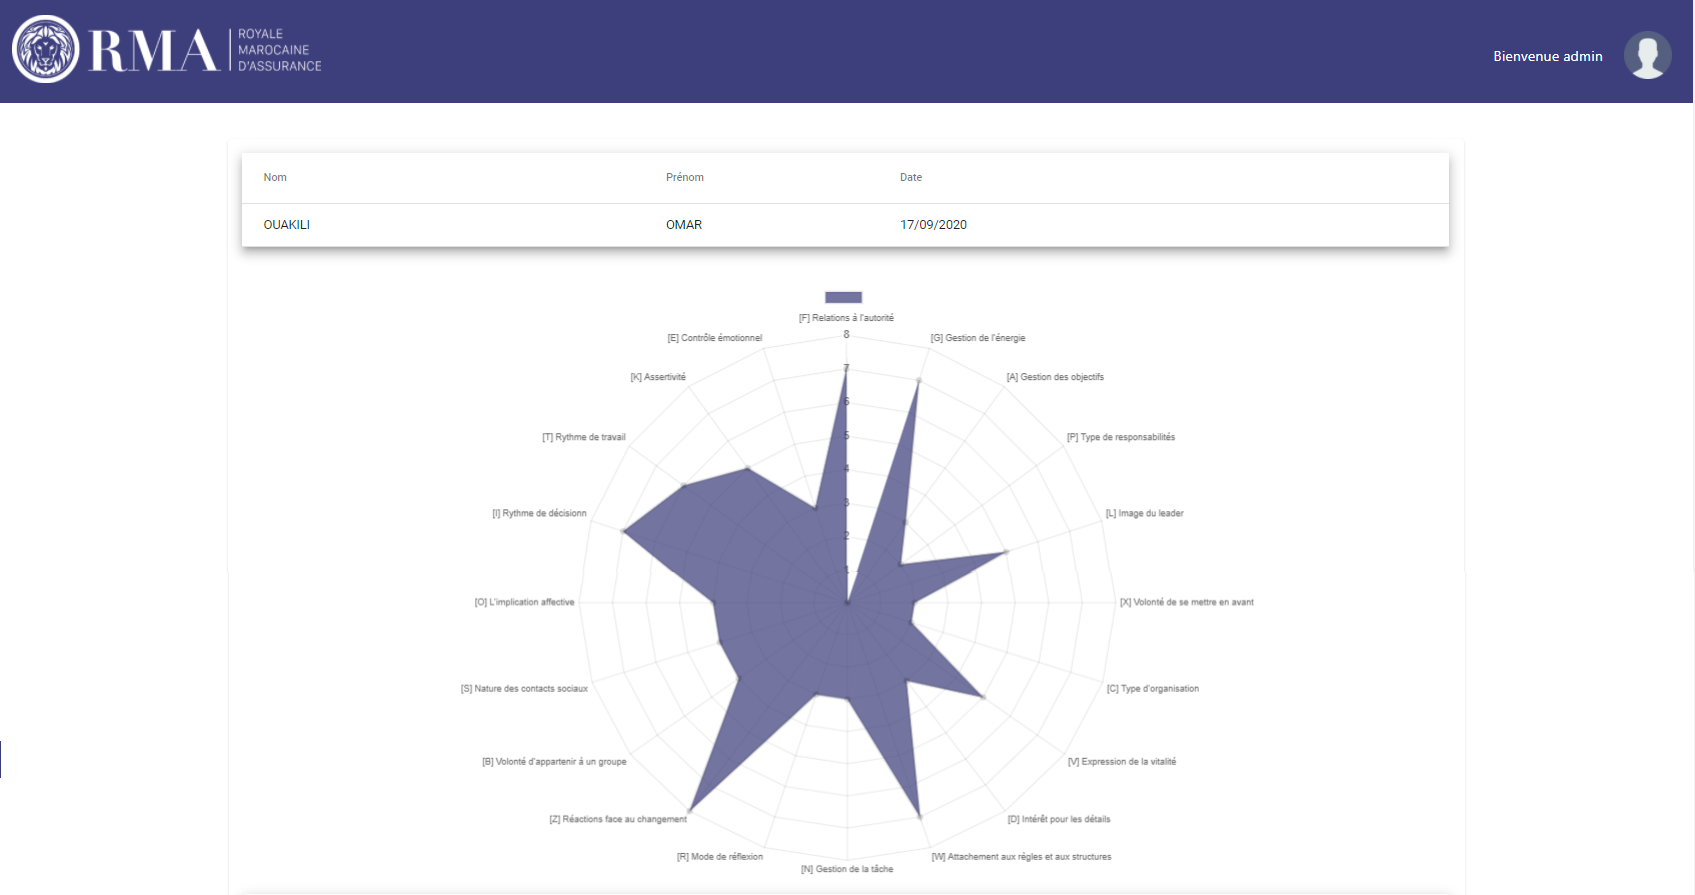 RMA
ROYALE
MAROCAINE
D'ASSURANCE
Bienvenue admin
Nom Prénom Date
OUAKILI OMAR 17/09/2020
[F] Relations à l'autorité
[E] Contrôle émotionnel
8
[G] Gestion de l'énergie
[K] Assertivité
7
[A] Gestion des objectifs
6
[T] Rythme de travail
5
[P] Type de responsabilités
4
3
[I] Rythme de décisionn
[L] Image du leader
2
1
[O] L'implication affective
[X] Volonté de se mettre en avant
[S] Nature des contacts sociaux
[C] Type d'organisation
[B] Volonté d'appartenir á un groupe
[V] Expression de la vitalité
[Z] Réactions face au changement
[D] Intérêt pour les détails
[R] Mode de réflexion
[W] Attachement aux règles et aux structures
[N] Gestion de la tâche